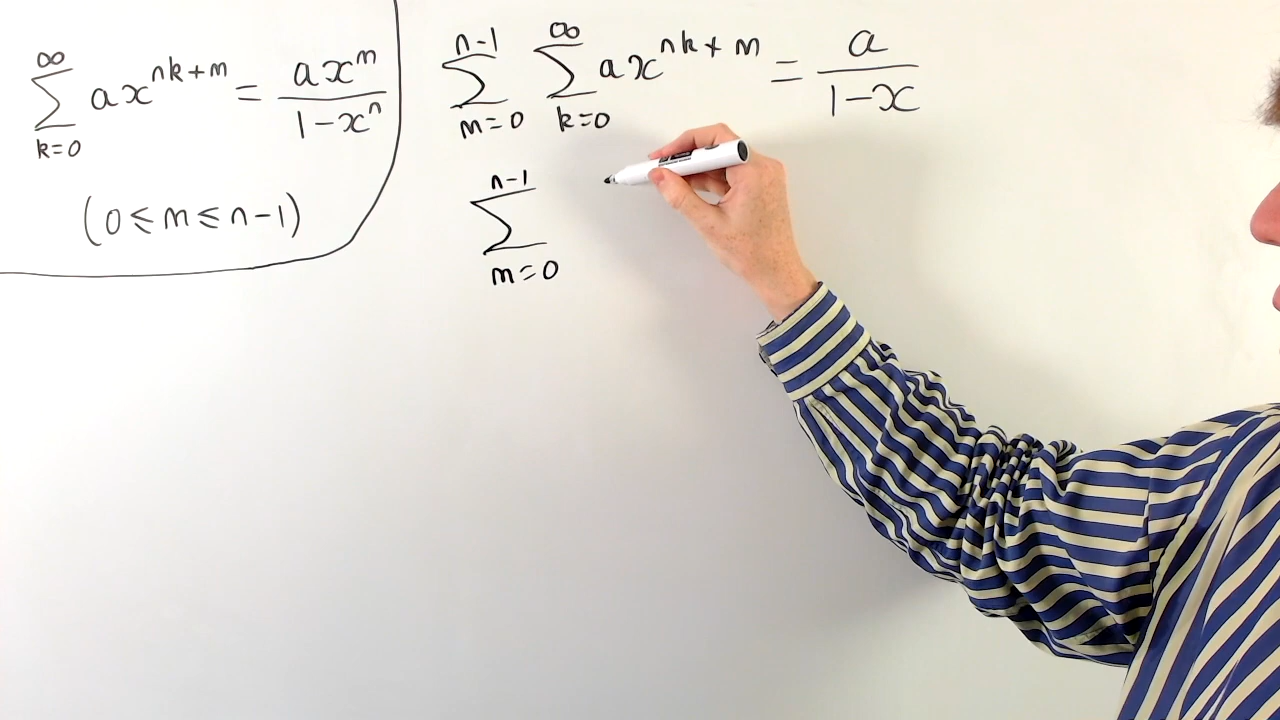 ∞
∑ ax^{nk+m} = ax^m / (1-x^n)
k=0
(0 ≤ m ≤ n-1)
n-1 ∞
∑ ∑ ax^{nk+m} = a / (1-x)
m=0 k=0
n-1
∑
m=0